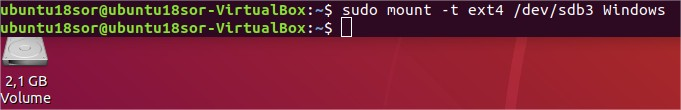 ubuntu18sor@ubuntu18sor-VirtualBox:~$ sudo mount -t ext4 /dev/sdb3 Windows
ubuntu18sor@ubuntu18sor-VirtualBox:~$
2,1 GB
Volume